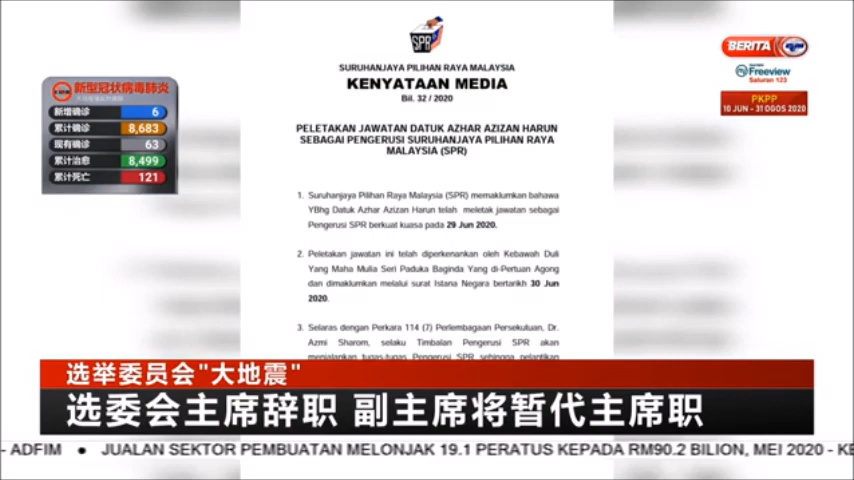 SPR
SURUHANJAYA PILIHAN RAYA MALAYSIA
KENYATAAN MEDIA
Bil. 32 / 2020
PELETAKAN JAWATAN DATUK AZHAR AZIZAN HARUN
SEBAGAI PENGERUSI SURUHANJAYA PILIHAN RAYA
MALAYSIA (SPR)
1. Suruhanjaya Pilihan Raya Malaysia (SPR) memaklumkan bahawa
YBhg Datuk Azhar Azizan Harun telah meletak jawatan sebagai
Pengerusi SPR berkuat kuasa pada 29 Jun 2020.
2. Peletakan jawatan ini telah diperkenankan oleh Kebawah Duli
Yang Maha Mulia Seri Paduka Baginda Yang di-Pertuan Agong
dan dimaklumkan melalui surat Istana Negara bertarikh 30 Jun
2020.
3. Selaras dengan Perkara 114 (7) Perlembagaan Persekutuan, Dr.
Azmi Sharom, selaku Timbalan Pengerusi SPR akan
menjalankan tugas-tugas Pengerusi SPR sehingga pelantikan
新型冠状病毒肺炎
新增确诊 6
累计确诊 8,683
现有确诊 63
累计治愈 8,499
累计死亡 121
BERITA
Freeview
Saluran 123
PKPP
10 JUN - 31 OGOS 2020
选举委员会"大地震"
选委会主席辞职 副主席将暂代主席职
- ADFIM ● JUALAN SEKTOR PEMBUATAN MELONJAK 19.1 PERATUS KEPADA RM90.2 BILION, MEI 2020 - KE